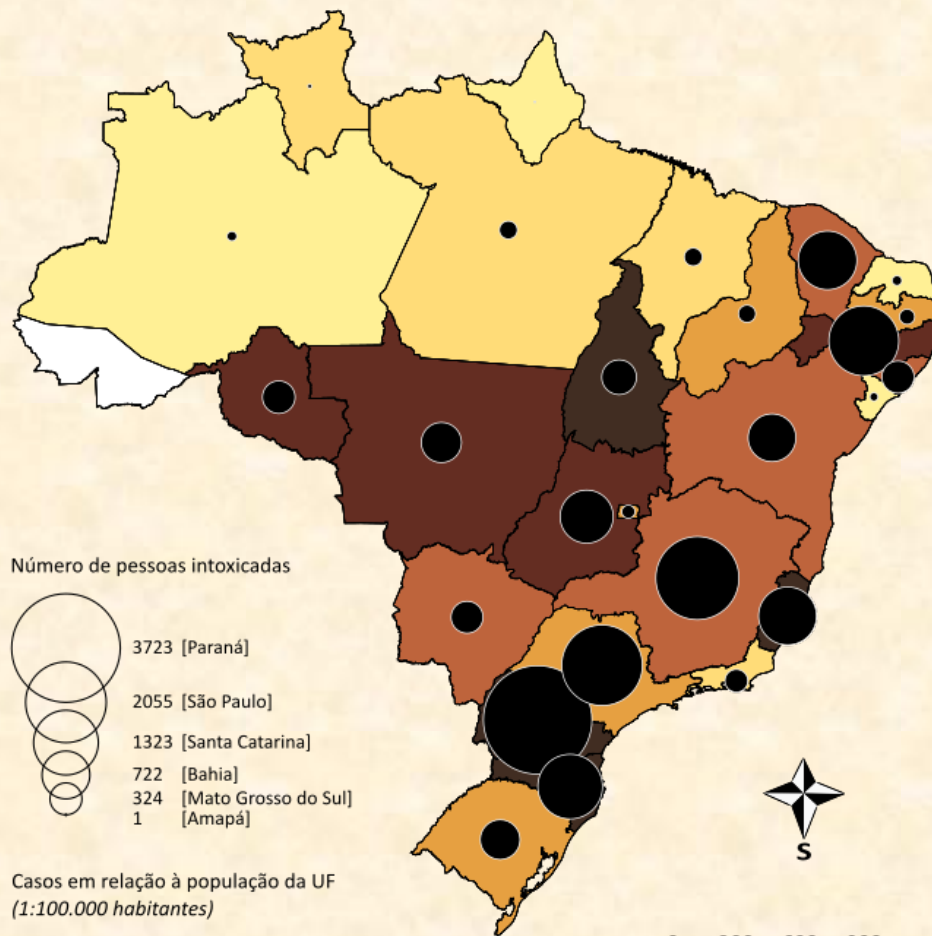 Número de pessoas intoxicadas
3723 [Paraná]
2055 [São Paulo]
1323 [Santa Catarina]
722 [Bahia]
324 [Mato Grosso do Sul]
1 [Amapá]
S
Casos em relação à população da UF
(1:100.000 habitantes)